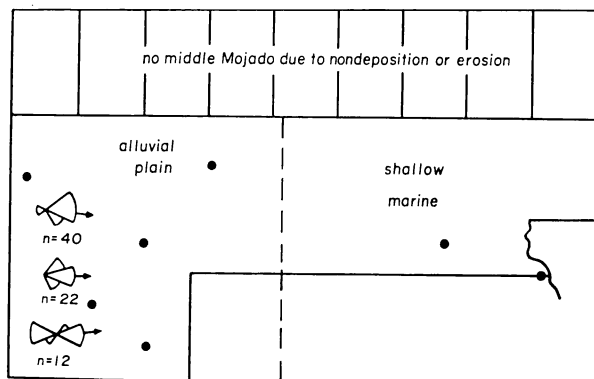 no middle Mojado due to nondeposition or erosion
alluvial
plain
shallow
marine
n=40
n=22
n=12